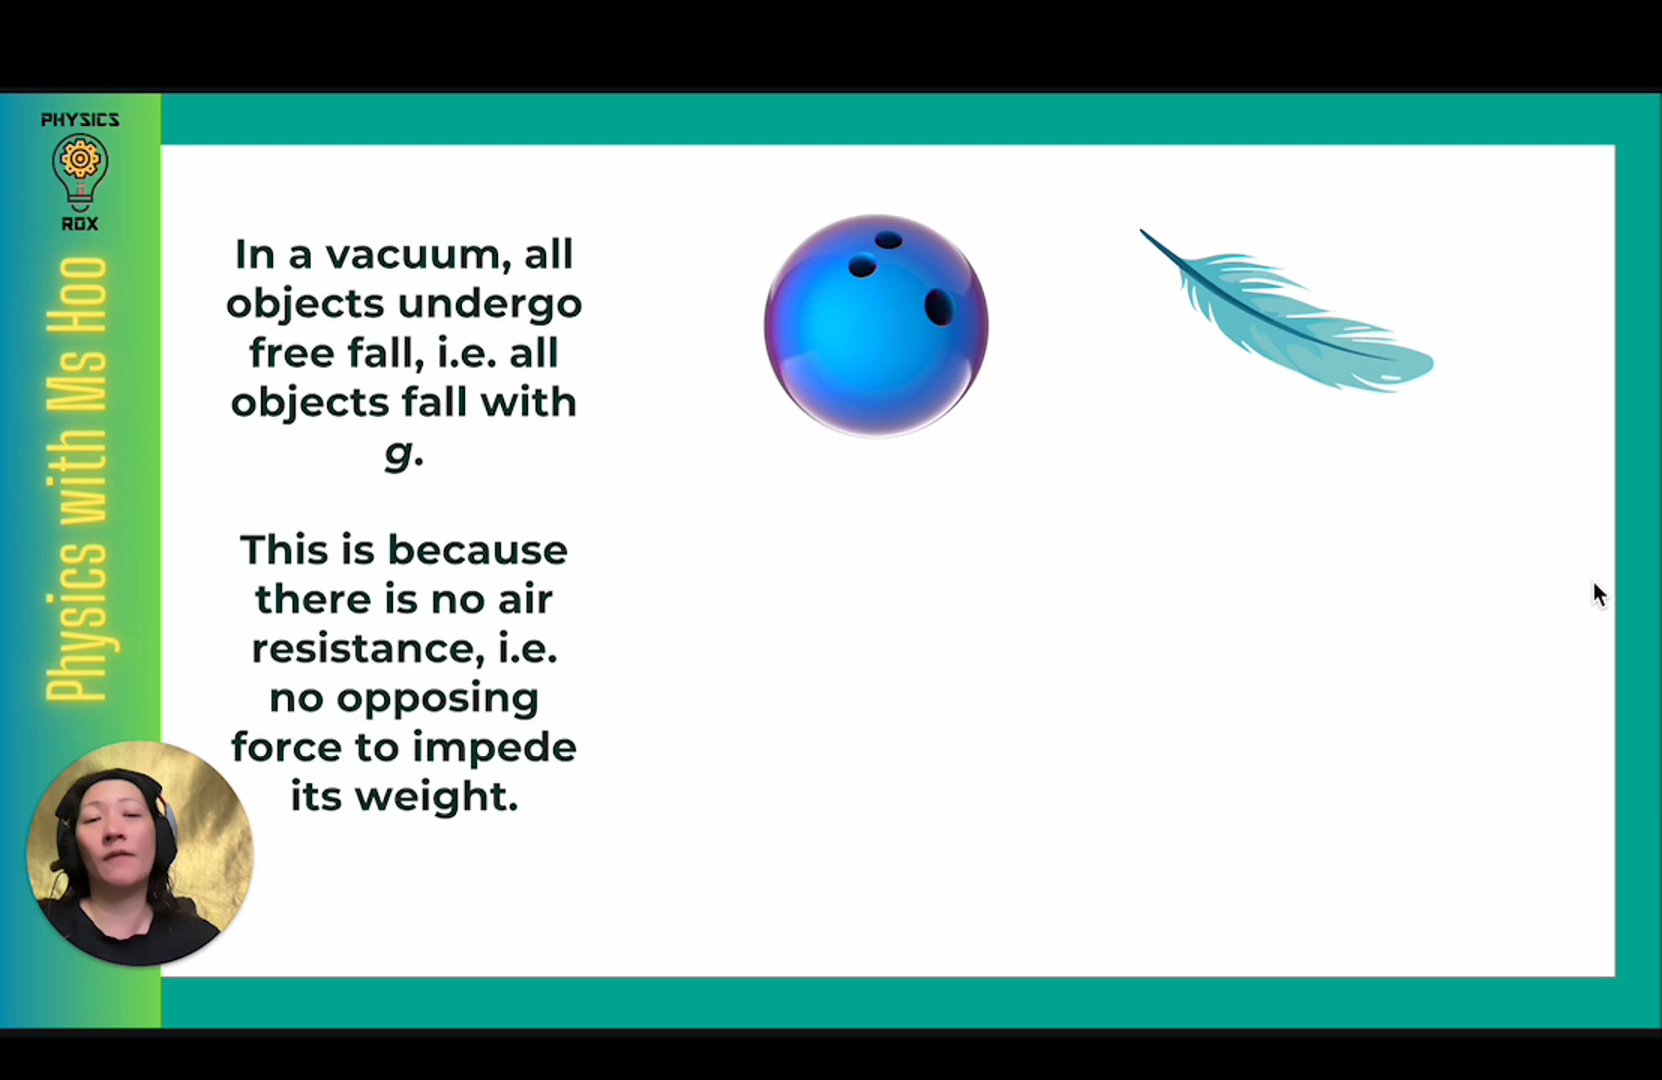 PHYSICS
ROX
Physics with Ms Hoo
In a vacuum, all
objects undergo
free fall, i.e. all
objects fall with
g.
This is because
there is no air
resistance, i.e.
no opposing
force to impede
its weight.